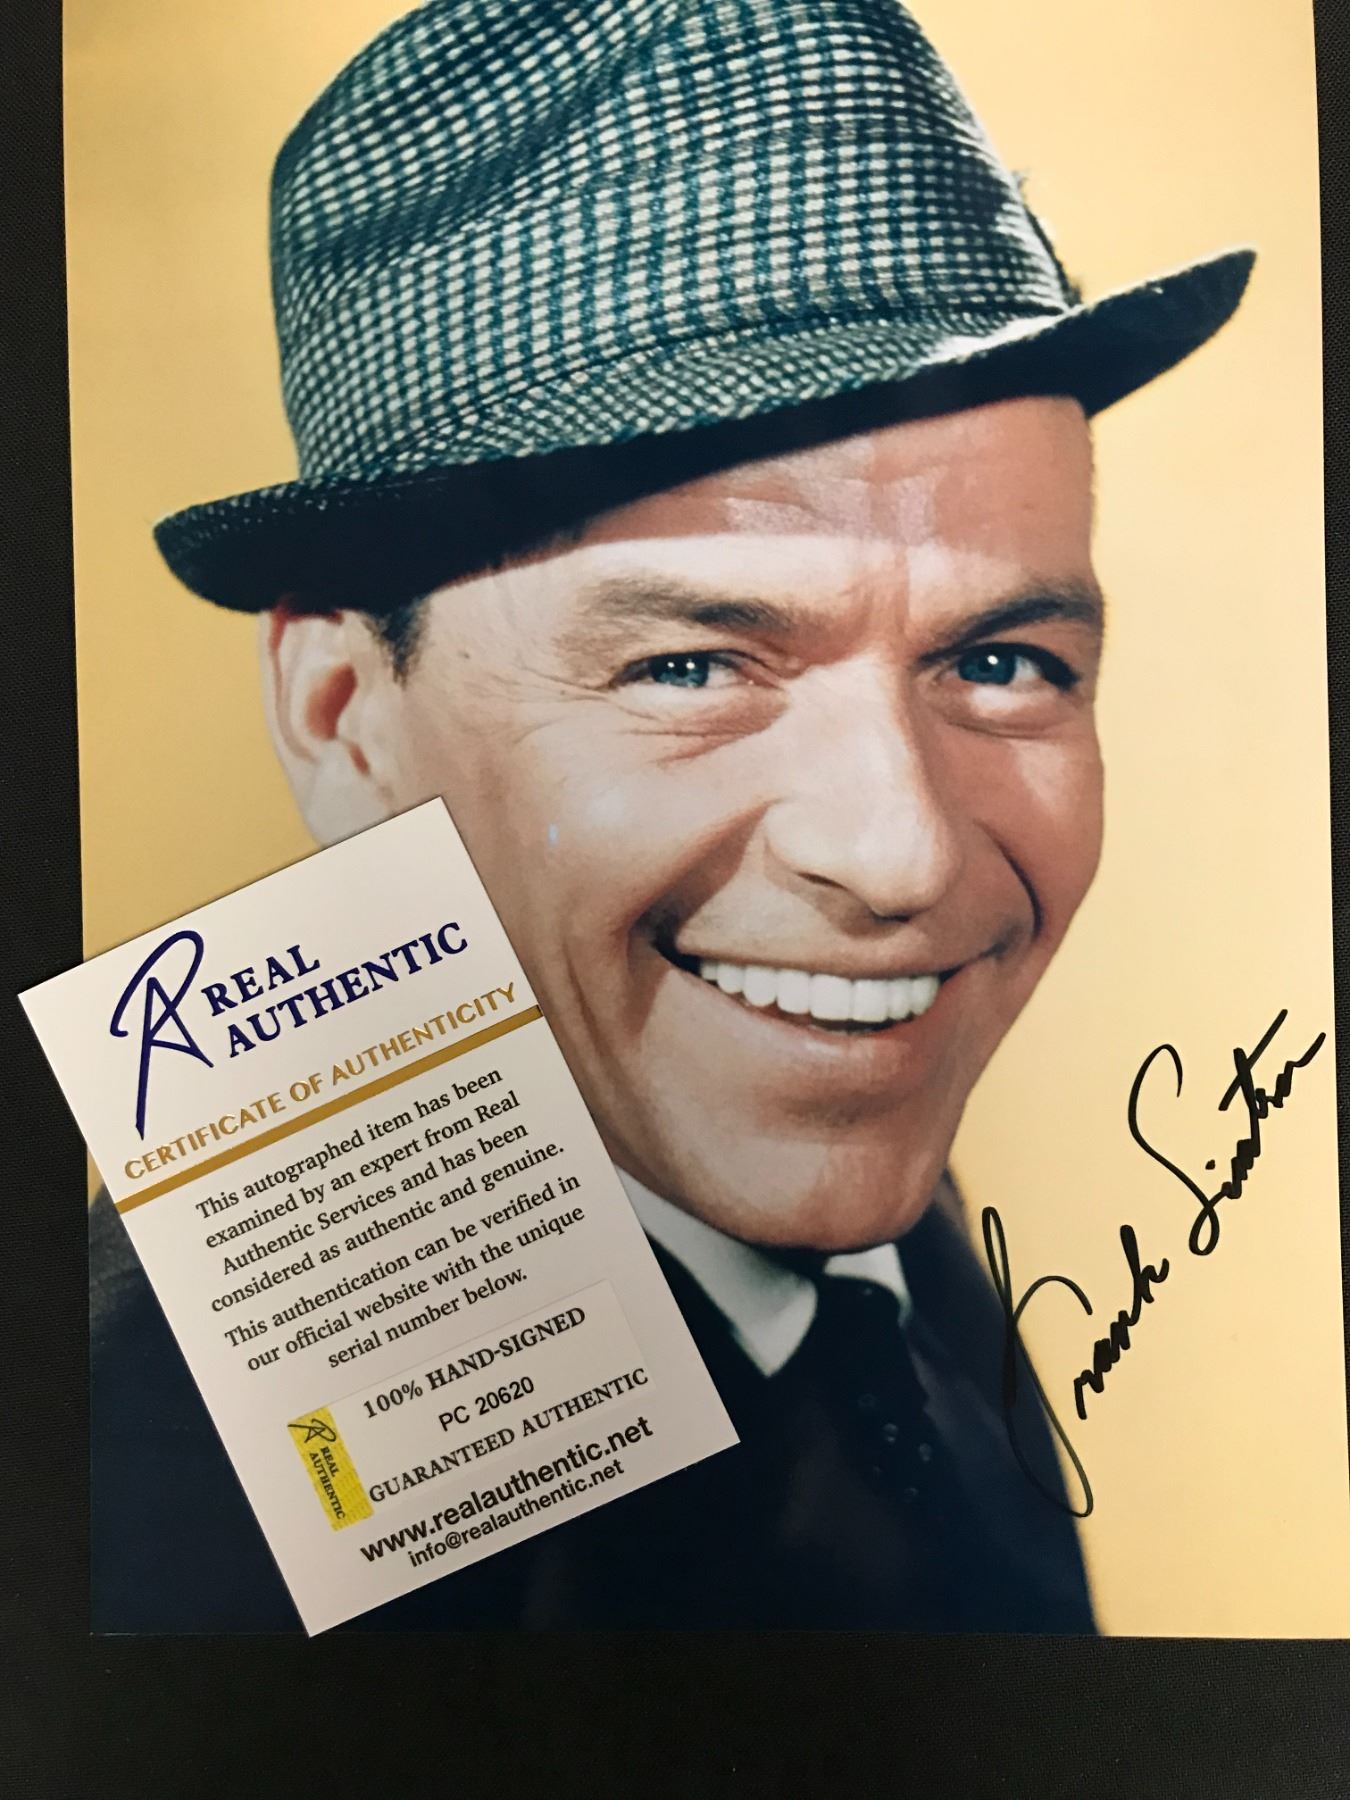 REAL
AUTHENTIC
CERTIFICATE OF AUTHENTICITY
This autographed item has been
examined by an expert from Real
Authentic Services and has been
considered as authentic and genuine.
This authentication can be verified in
our official website with the unique
serial number below.
100% HAND-SIGNED
PC 20620
GUARANTEED AUTHENTIC
REAL
AUTHENTIC
www.realauthentic.net
info@realauthentic.net
Frank Sinatra